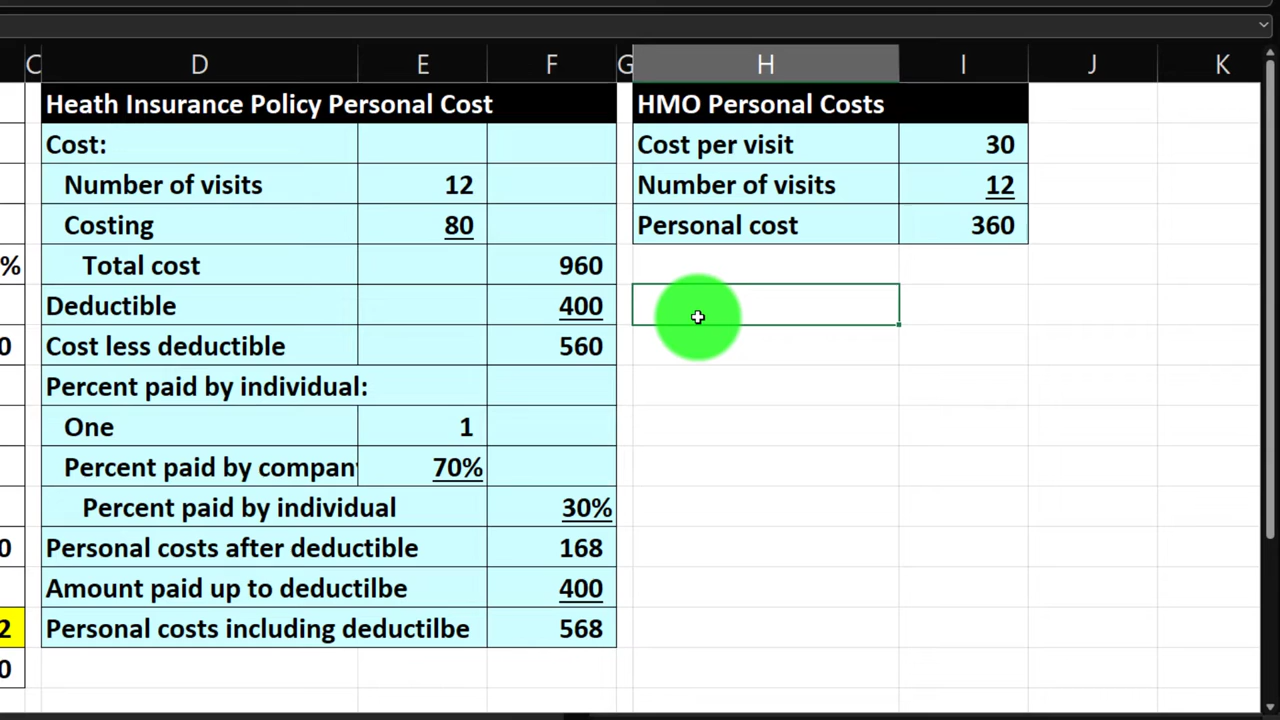 C D E F G H I J K
Heath Insurance Policy Personal Cost
Cost:
Number of visits 12
Costing 80
Total cost 960
Deductible 400
Cost less deductible 560
Percent paid by individual:
One 1
Percent paid by company 70%
Percent paid by individual 30%
Personal costs after deductible 168
Amount paid up to deductilbe 400
Personal costs including deductilbe 568
HMO Personal Costs
Cost per visit 30
Number of visits 12
Personal cost 360
%
0
0
2
0